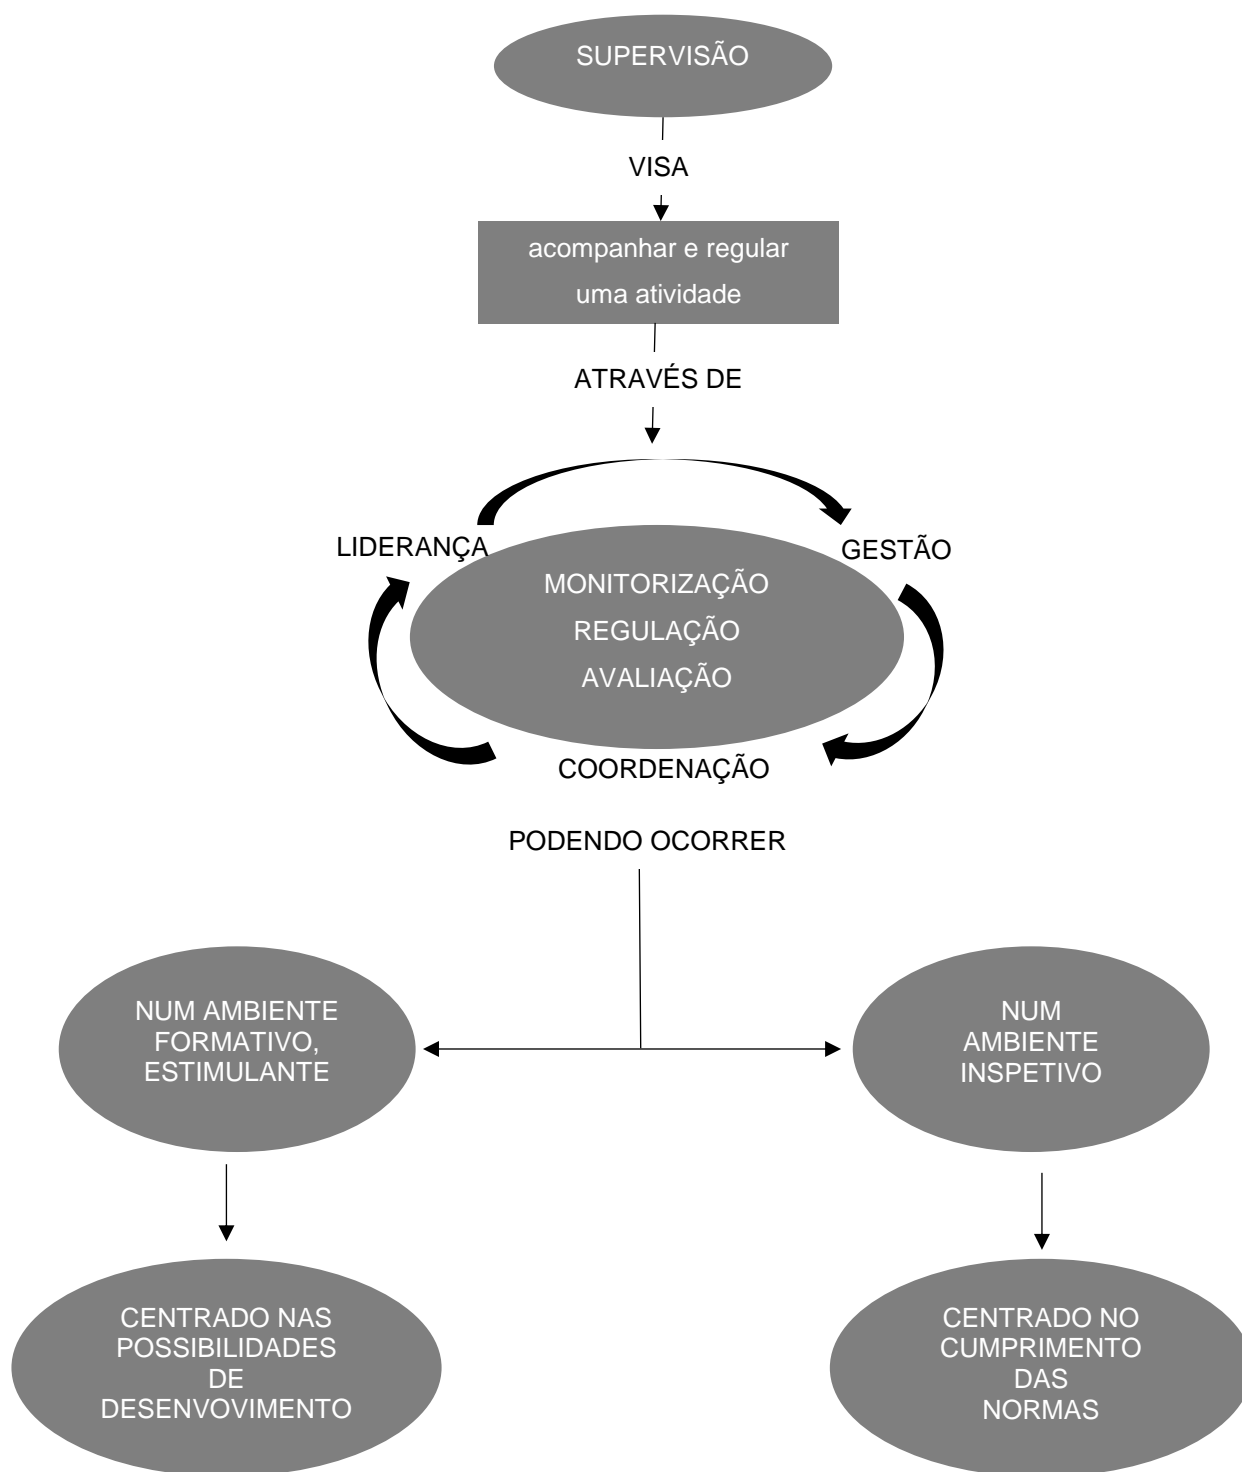 SUPERVISÃO
VISA
acompanhar e regular
uma atividade
ATRAVÉS DE
LIDERANÇA
GESTÃO
MONITORIZAÇÃO
REGULAÇÃO
AVALIAÇÃO
COORDENAÇÃO
PODENDO OCORRER
NUM AMBIENTE
FORMATIVO,
ESTIMULANTE
NUM
AMBIENTE
INSPETIVO
CENTRADO NAS
POSSIBILIDADES
DE
DESENVOVIMENTO
CENTRADO NO
CUMPRIMENTO
DAS
NORMAS